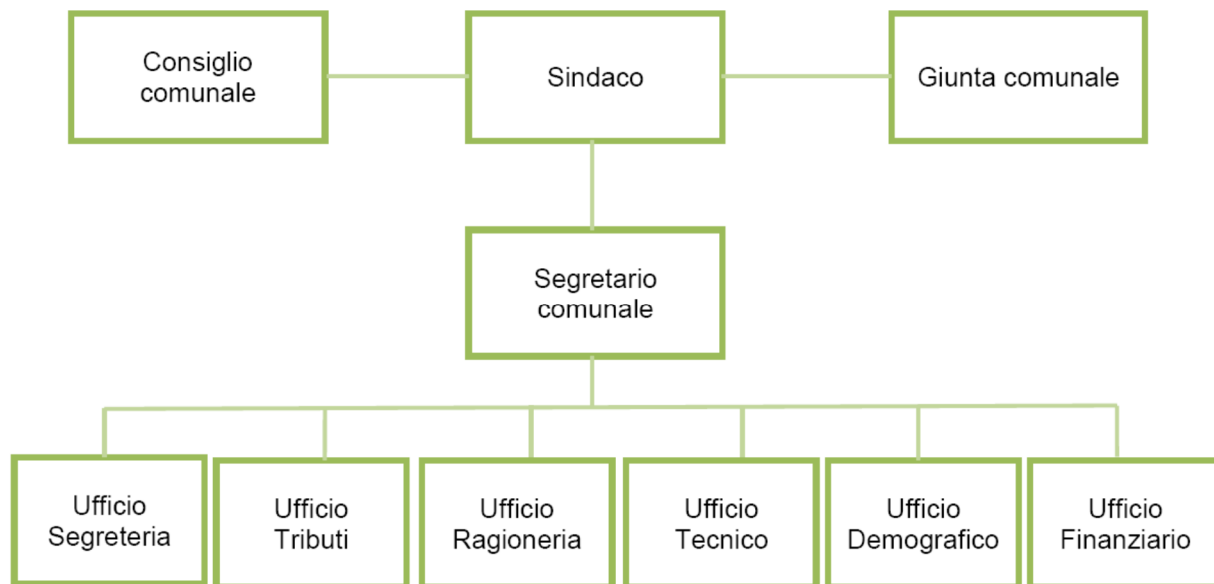 Consiglio
comunale
Sindaco
Giunta comunale
Segretario
comunale
Ufficio
Segreteria
Ufficio
Tributi
Ufficio
Ragioneria
Ufficio
Tecnico
Ufficio
Demografico
Ufficio
Finanziario